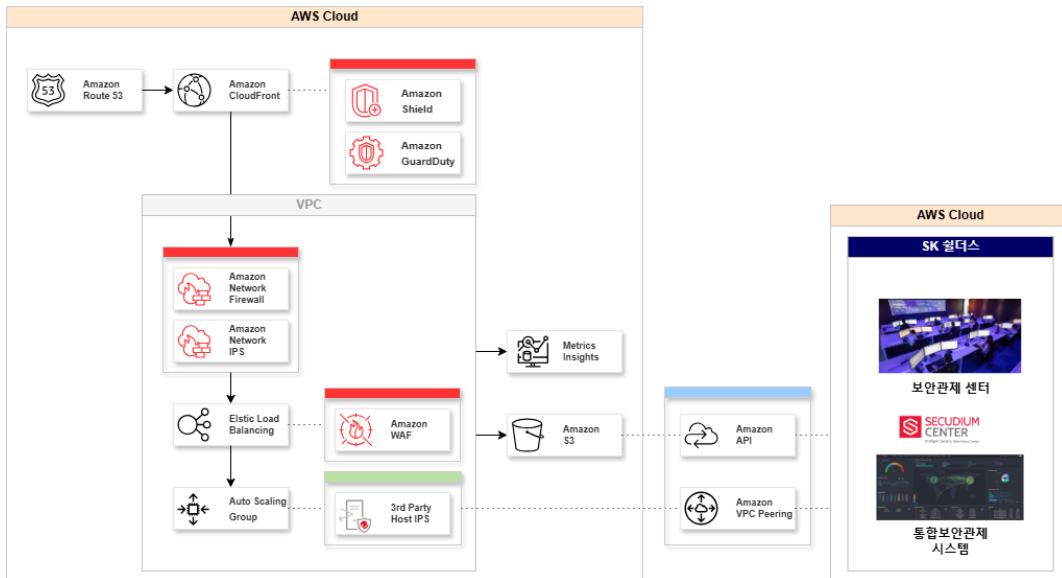 AWS Cloud
53
Amazon
Route 53
Amazon
CloudFront
Amazon
Shield
Amazon
GuardDuty
VPC
Amazon
Network
Firewall
Amazon
Network
IPS
Elstic Load
Balancing
Amazon
WAF
Auto Scaling
Group
3rd Party
Host IPS
Metrics
Insights
Amazon
S3
Amazon
API
Amazon
VPC Peering
AWS Cloud
SK 쉴더스
보안관제 센터
SECUDIUM
CENTER
통합보안관제
시스템